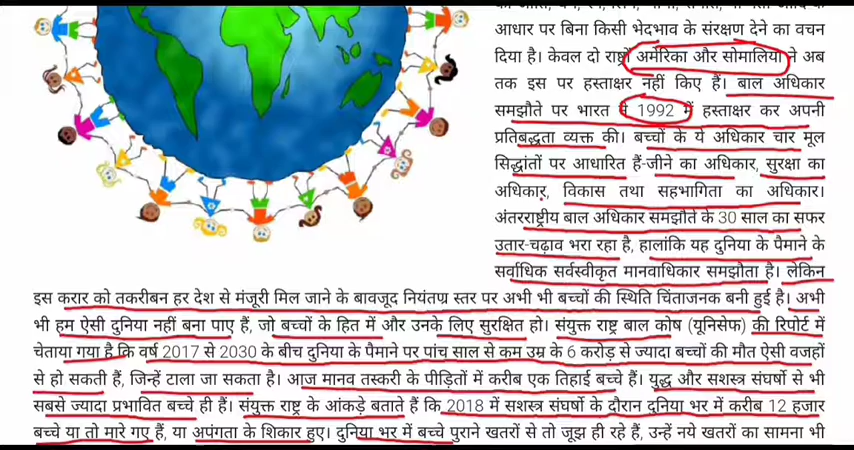 आधार पर बिना किसी भेदभाव के संरक्षण देने का वचन
दिया है। केवल दो राष्ट्रों अमेरिका और सोमालिया ने अब
तक इस पर हस्ताक्षर नहीं किए हैं। बाल अधिकार
समझौते पर भारत ने 1992 में हस्ताक्षर कर अपनी
प्रतिबद्धता व्यक्त की। बच्चों के ये अधिकार चार मूल
सिद्धांतों पर आधारित हैं-जीने का अधिकार, सुरक्षा का
अधिकार, विकास तथा सहभागिता का अधिकार।
अंतरराष्ट्रीय बाल अधिकार समझौते के 30 साल का सफर
उतार-चढ़ाव भरा रहा है, हालांकि यह दुनिया के पैमाने के
सर्वाधिक सर्वस्वीकृत मानवाधिकार समझौता है। लेकिन
इस करार को तकरीबन हर देश से मंजूरी मिल जाने के बावजूद नियंतण्र स्तर पर अभी भी बच्चों की स्थिति चिंताजनक बनी हुई है। अभी
भी हम ऐसी दुनिया नहीं बना पाए हैं, जो बच्चों के हित में और उनके लिए सुरक्षित हो। संयुक्त राष्ट्र बाल कोष (यूनिसेफ) की रिपोर्ट में
चेताया गया है कि वर्ष 2017 से 2030 के बीच दुनिया के पैमाने पर पांच साल से कम उम्र के 6 करोड़ से ज्यादा बच्चों की मौत ऐसी वजहों
से हो सकती हैं, जिन्हें टाला जा सकता है। आज मानव तस्करी के पीड़ितों में करीब एक तिहाई बच्चे हैं। युद्ध और सशस्त्र संघर्षों से भी
सबसे ज्यादा प्रभावित बच्चे ही हैं। संयुक्त राष्ट्र के आंकड़े बताते हैं कि 2018 में सशस्त्र संघर्षो के दौरान दुनिया भर में करीब 12 हजार
बच्चे या तो मारे गए हैं, या अपंगता के शिकार हुए। दुनिया भर में बच्चे पुराने खतरों से तो जूझ ही रहे हैं, उन्हें नये खतरों का सामना भी